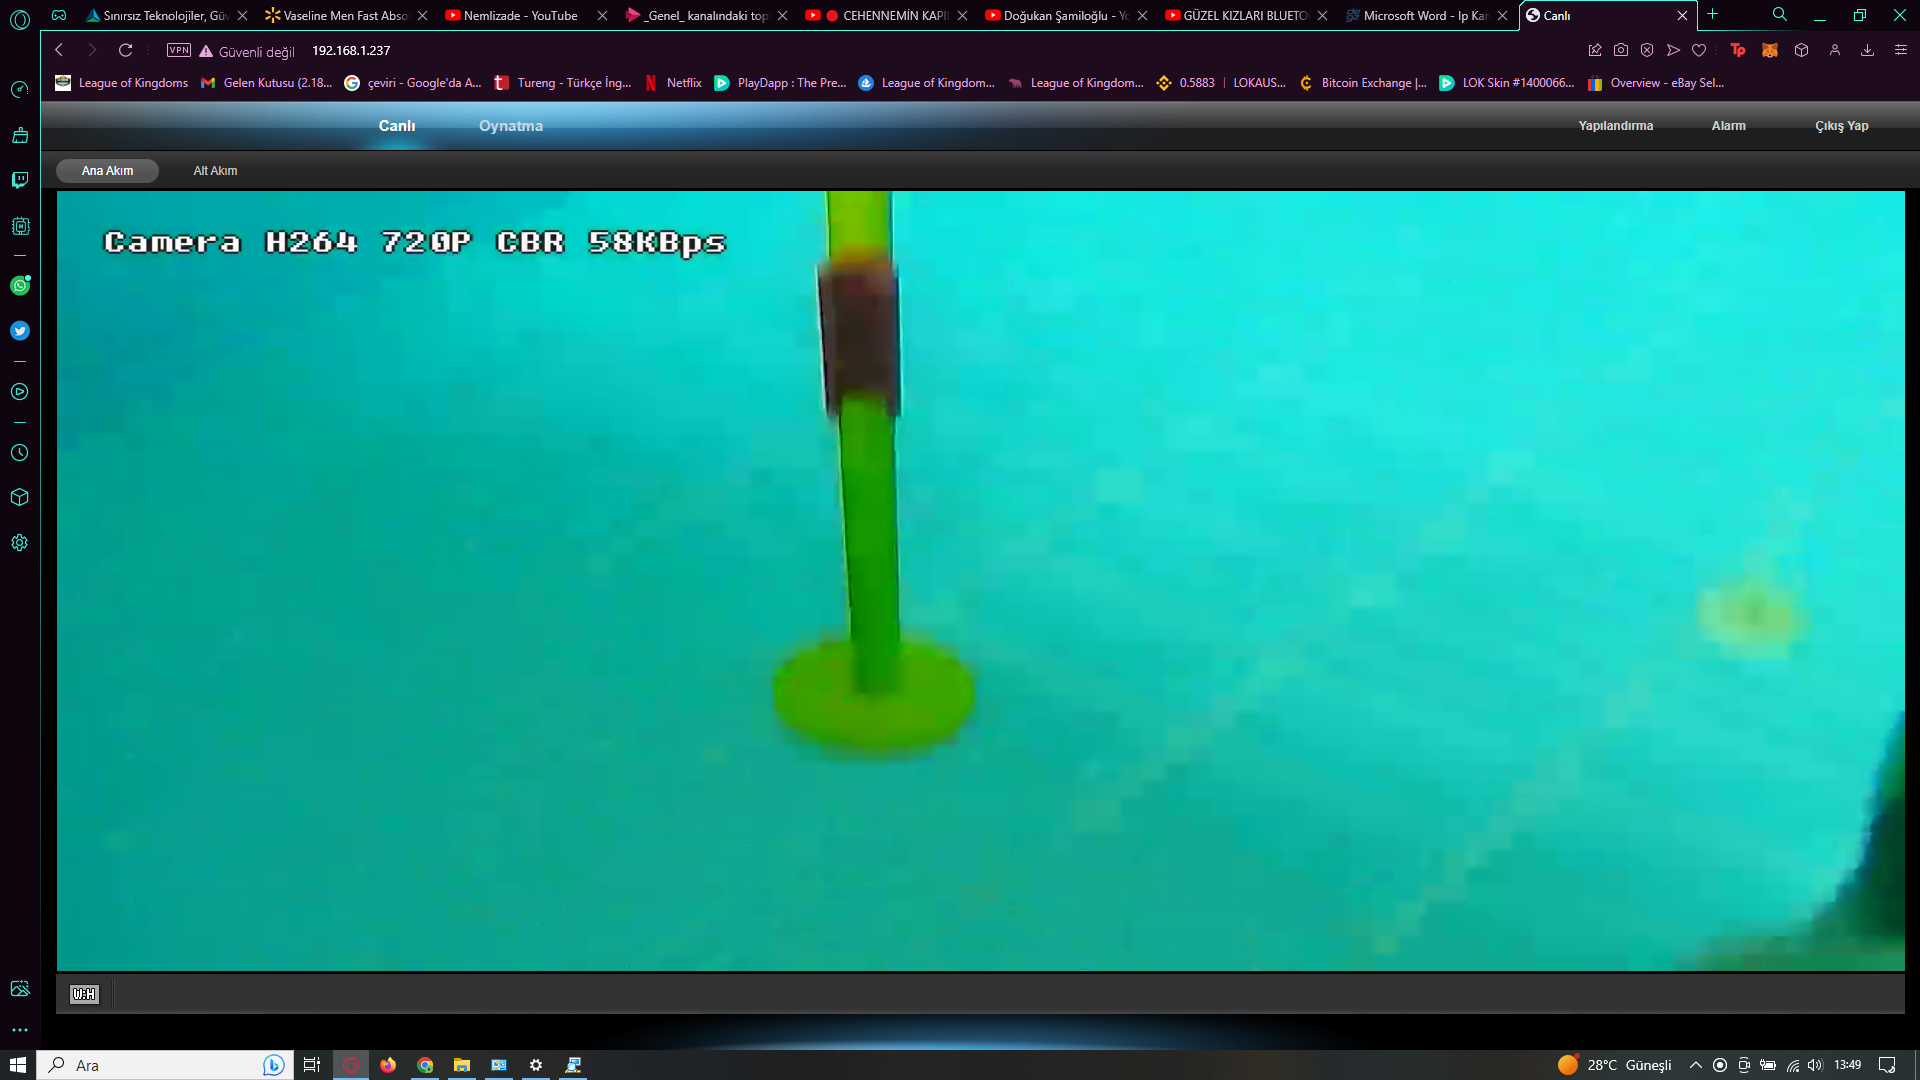 Sınırsız Teknolojiler, Güv
Vaseline Men Fast Abso
Nemlizade - YouTube
_Genel_ kanalındaki top
CEHENNEMİN KAPI
Doğukan Şamiloğlu - Yo
GÜZEL KIZLARI BLUETO
Microsoft Word - Ip Kam
Canlı
VPN
Güvenli değil
192.168.1.237
Tp
League of Kingdoms
Gelen Kutusu (2.18...
çeviri - Google'da A...
Tureng - Türkçe İng...
Netflix
PlayDapp : The Pre...
League of Kingdom...
League of Kingdom...
0.5883 | LOKAUS...
Bitcoin Exchange |...
LOK Skin #1400066...
Overview - eBay Sel...
Canlı
Oynatma
Yapılandırma
Alarm
Çıkış Yap
Ana Akım
Alt Akım
Camera H264 720P CBR 58KBps
W:H
Ara
28°C Güneşli
13:49